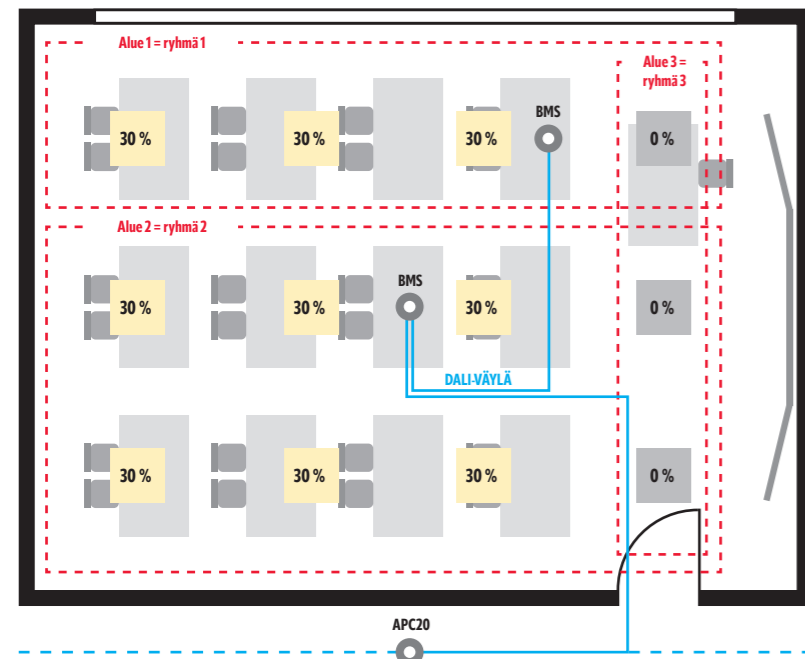 Alue 1 = ryhmä 1
Alue 3 =
ryhmä 3
BMS
30 %
30 %
30 %
0 %
Alue 2 = ryhmä 2
BMS
30 %
30 %
30 %
0 %
DALI-VÄYLÄ
30 %
30 %
30 %
0 %
APC20